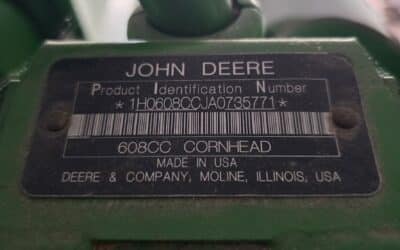 JOHN DEERE
Product Identification Number
*1H0608CCJA0735771*
608CC CORNHEAD
MADE IN USA
DEERE & COMPANY, MOLINE, ILLINOIS, USA